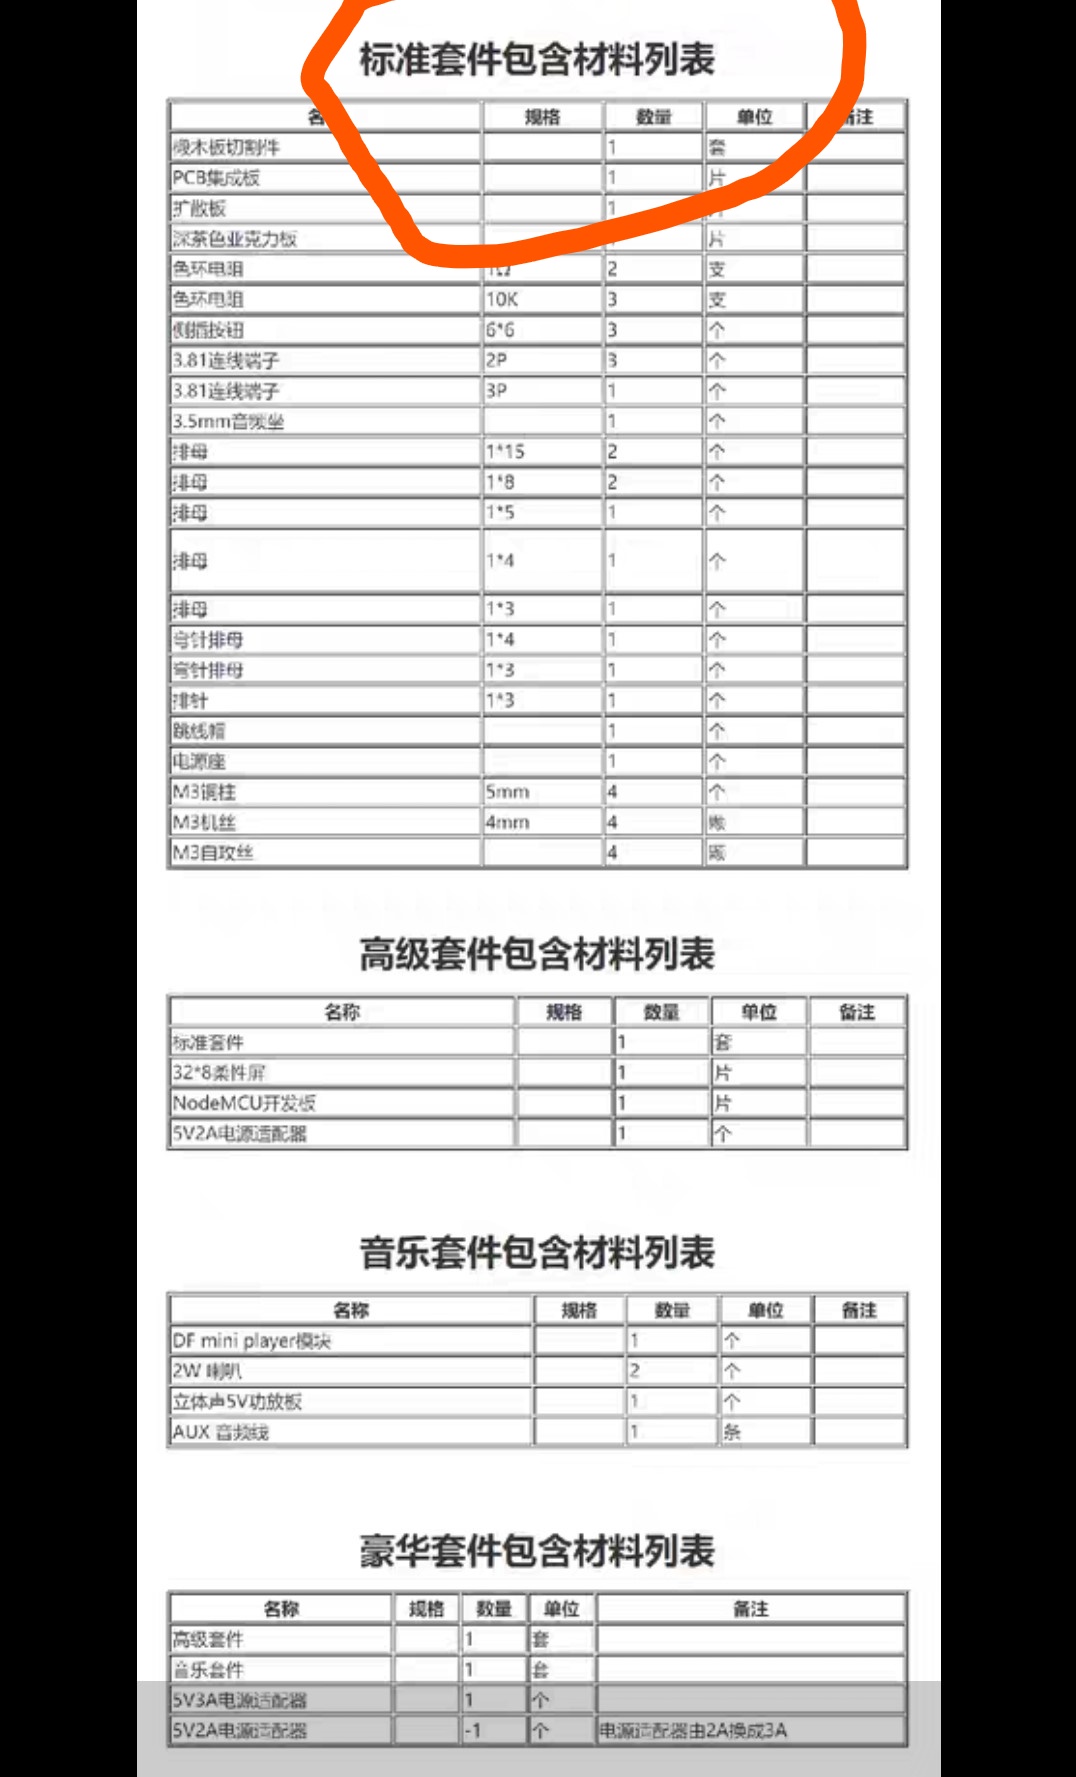 标准套件包含材料列表
规格 数量 单位
椴木板切割件 1 套
PCB集成板 1 片
扩散板 1
深茶色亚克力板 片
色环电阻 1Ω 2 支
色环电阻 10K 3 支
侧插按钮 6*6 3 个
3.81连线端子 2P 3 个
3.81连线端子 3P 1 个
3.5mm音频坐 1 个
排母 1*15 2 个
排母 1*8 2 个
排母 1*5 1 个
排母 1*4 1 个
排母 1*3 1 个
弯针排母 1*4 1 个
弯针排母 1*3 1 个
排针 1*3 1 个
跳线帽 1 个
电源座 1 个
M3铜柱 5mm 4 个
M3机丝 4mm 4
M3自攻丝 4
高级套件包含材料列表
名称 规格 数量 单位 备注
标准套件 1 套
32*8柔性屏 1 片
NodeMCU开发板 1 片
5V2A电源适配器 1 个
音乐套件包含材料列表
名称 规格 数量 单位 备注
DF mini player模块 1 个
2W 喇叭 2 个
立体声5V功放板 1 个
AUX 音频线 1 条
豪华套件包含材料列表
名称 规格 数量 单位 备注
高级套件 1 套
音乐套件 1 套
5V3A电源适配器 1 个
5V2A电源适配器 -1 个 电源适配器由2A换成3A